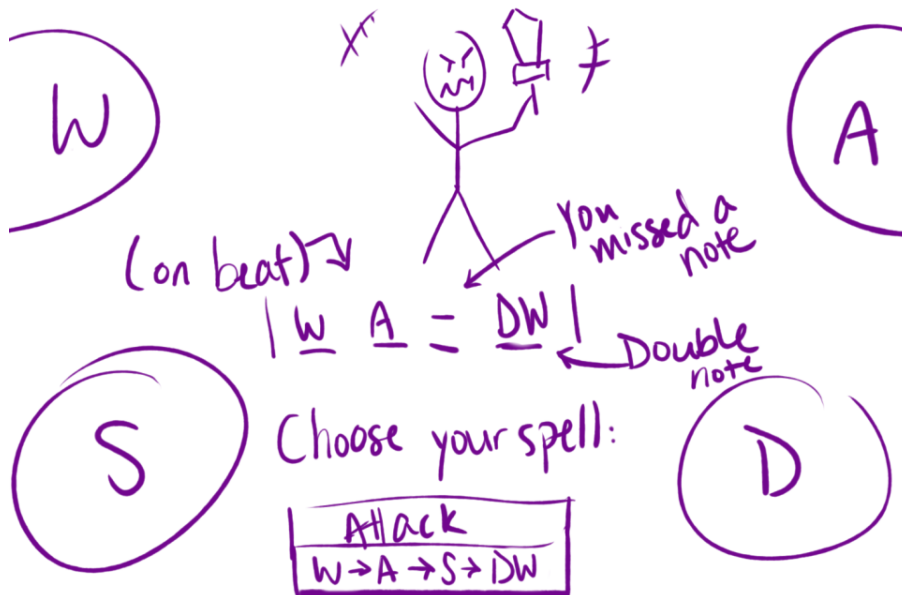 W
A
You
missed a
note
(on beat)
| W A – DW |
Double
note
S
Choose your spell:
D
Attack
W → A → S → DW